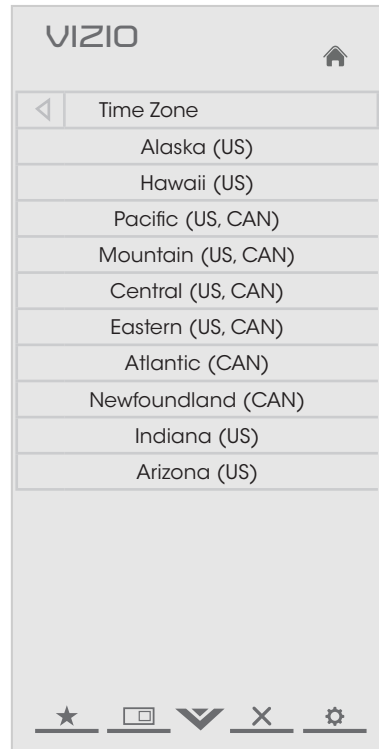 VIZIO
Time Zone
Alaska (US)
Hawaii (US)
Pacific (US, CAN)
Mountain (US, CAN)
Central (US, CAN)
Eastern (US, CAN)
Atlantic (CAN)
Newfoundland (CAN)
Indiana (US)
Arizona (US)